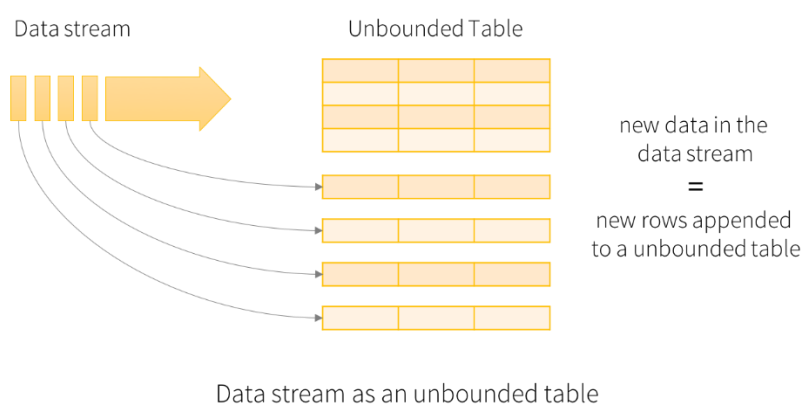 Data stream
Unbounded Table
new data in the
data stream
=
new rows appended
to a unbounded table
Data stream as an unbounded table